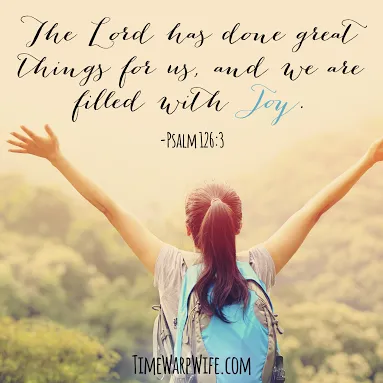 The Lord has done great
things for us, and we are
filled with Joy.
-Psalm 126:3
TimeWarpWife.com